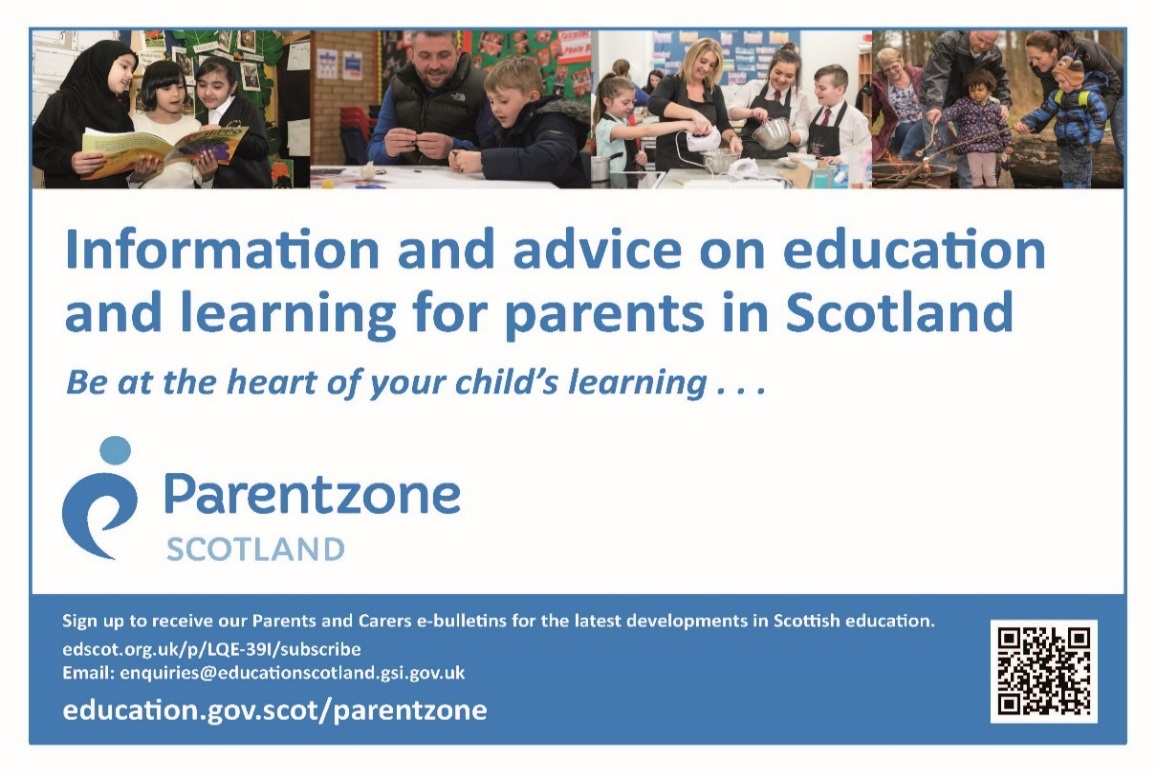 Information and advice on education
and learning for parents in Scotland
Be at the heart of your child's learning . . .
Parentzone
SCOTLAND
Sign up to receive our Parents and Carers e-bulletins for the latest developments in Scottish education.
edscot.org.uk/p/LQE-39I/subscribe
Email: enquiries@educationscotland.gsi.gov.uk
education.gov.scot/parentzone